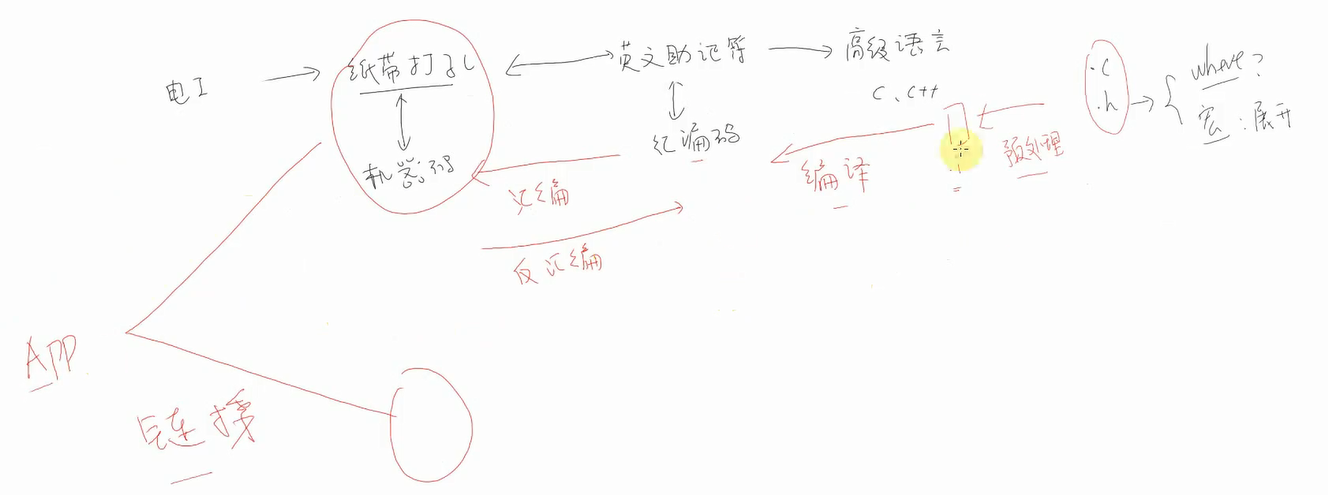 电工
纸带打孔
英文助记符
高级语言
C、C++
.c
.h
where?
宏:展开
机器码
汇编码
汇编
反汇编
编译
预处理
APP
链接